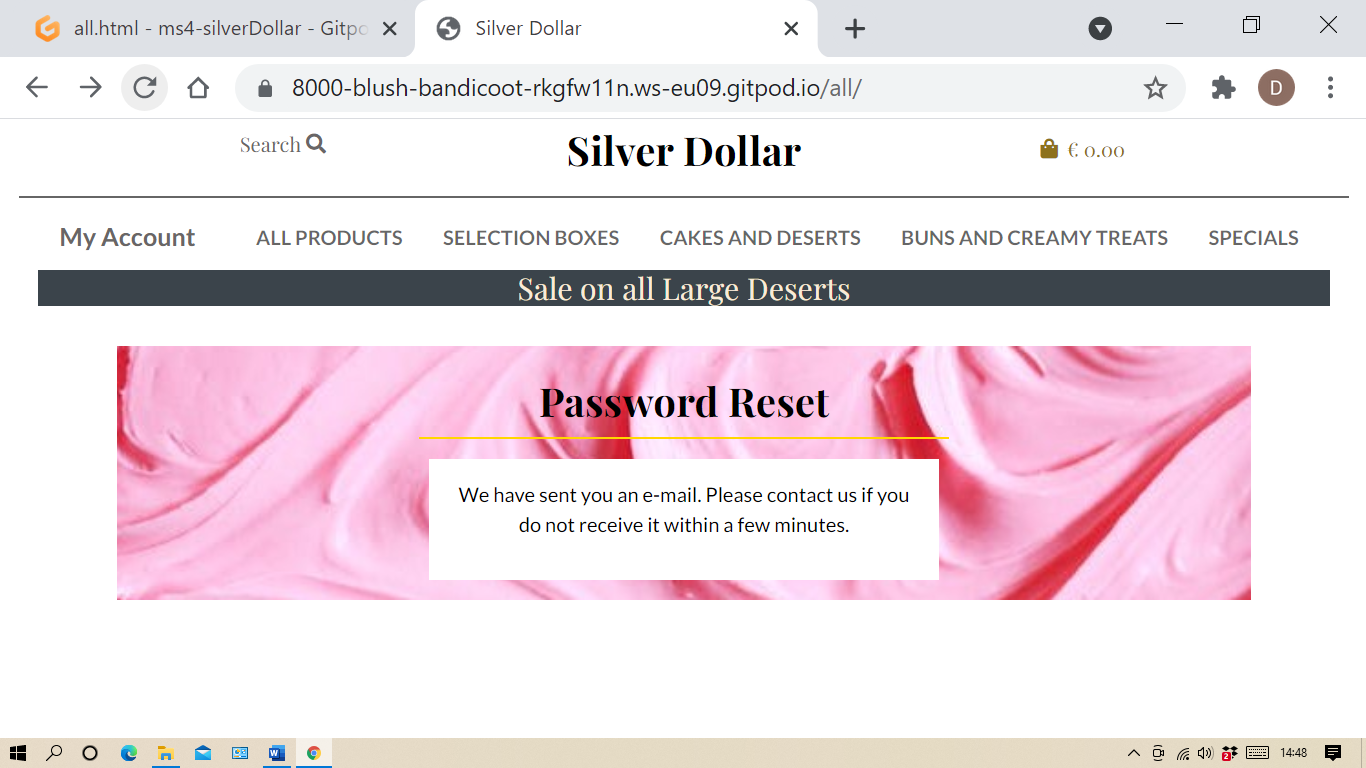 all.html - ms4-silverDollar - Gitpo
Silver Dollar
8000-blush-bandicoot-rkgfw11n.ws-eu09.gitpod.io/all/
D
Search
Silver Dollar
€ 0.00
My Account
ALL PRODUCTS
SELECTION BOXES
CAKES AND DESERTS
BUNS AND CREAMY TREATS
SPECIALS
Sale on all Large Deserts
Password Reset
We have sent you an e-mail. Please contact us if you
do not receive it within a few minutes.
2
14:48